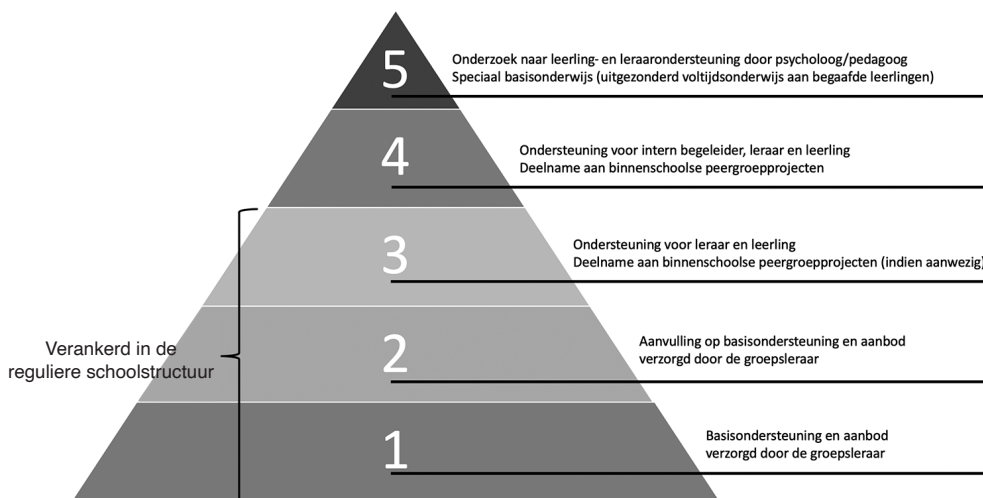 5
Onderzoek naar leerling- en leraarondersteuning door psycholoog/pedagoog
Speciaal basisonderwijs (uitgezonderd voltijdsonderwijs aan begaafde leerlingen)
4
Ondersteuning voor intern begeleider, leraar en leerling
Deelname aan binnenschoolse peergroepprojecten
3
Ondersteuning voor leraar en leerling
Deelname aan binnenschoolse peergroepprojecten (indien aanwezig)
Verankerd in de
reguliere schoolstructuur
2
Aanvulling op basisondersteuning en aanbod
verzorgd door de groepsleraar
1
Basisondersteuning en aanbod
verzorgd door de groepsleraar